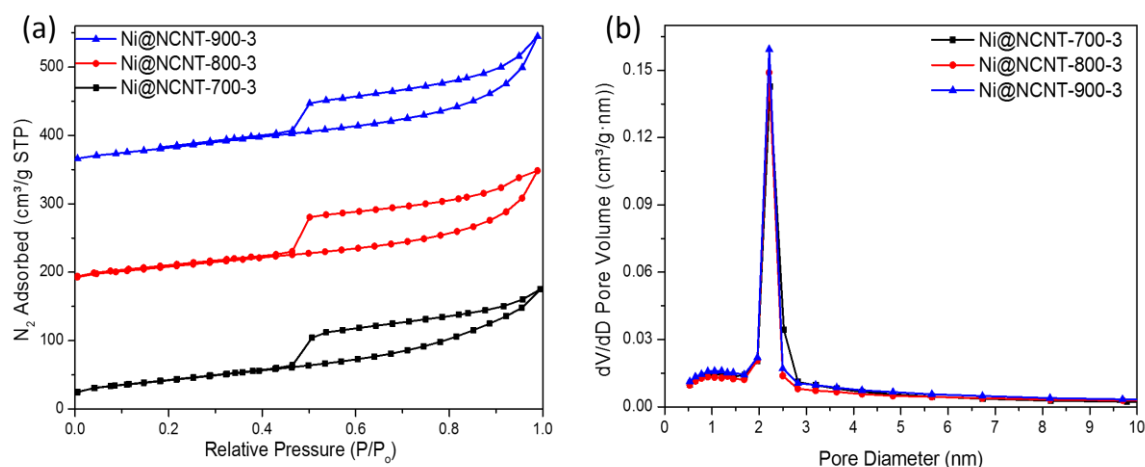 (a)
Ni@NCNT-900-3
Ni@NCNT-800-3
Ni@NCNT-700-3
N₂ Adsorbed (cm³/g STP)
500
400
300
200
100
0
0.0 0.2 0.4 0.6 0.8 1.0
Relative Pressure (P/Pₒ)
(b)
Ni@NCNT-700-3
Ni@NCNT-800-3
Ni@NCNT-900-3
dV/dD Pore Volume (cm³/g·nm))
0.15
0.12
0.09
0.06
0.03
0.00
0 1 2 3 4 5 6 7 8 9 10
Pore Diameter (nm)